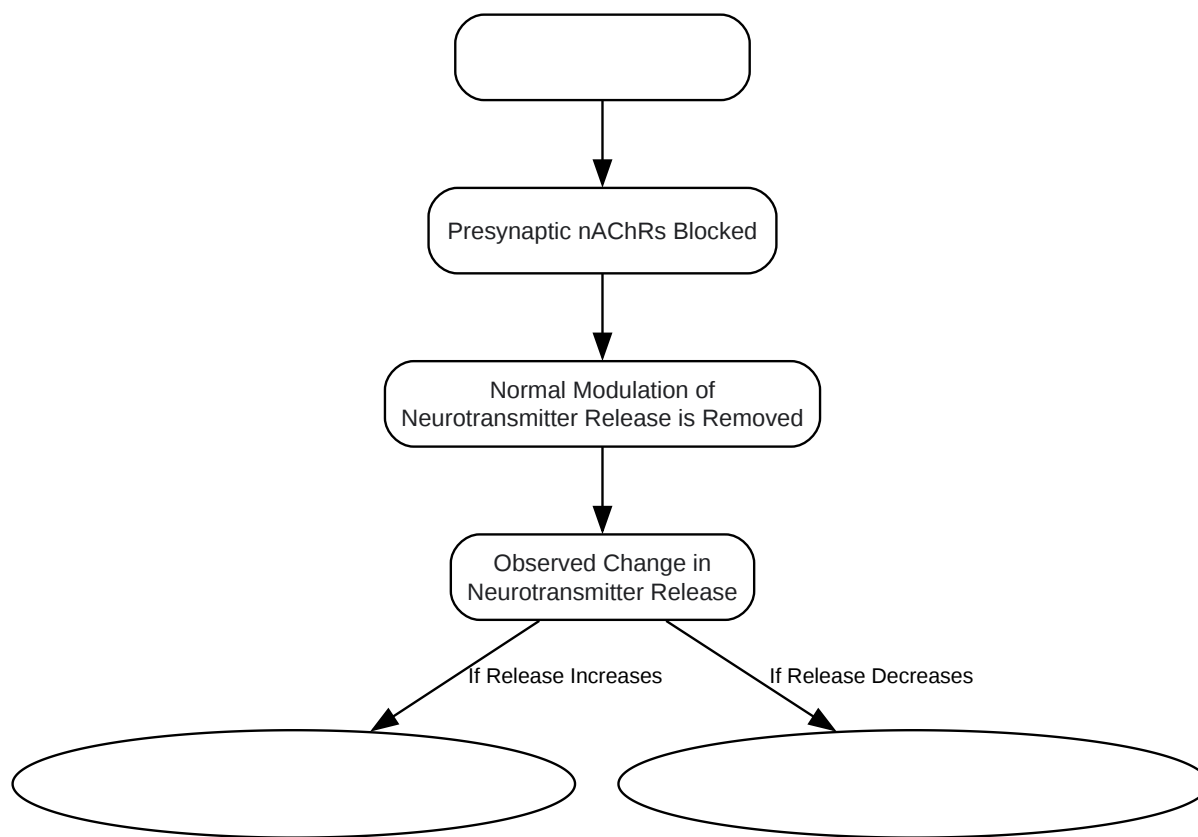 Presynaptic nAChRs Blocked
Normal Modulation of
Neurotransmitter Release is Removed
Observed Change in
Neurotransmitter Release
If Release Increases
If Release Decreases